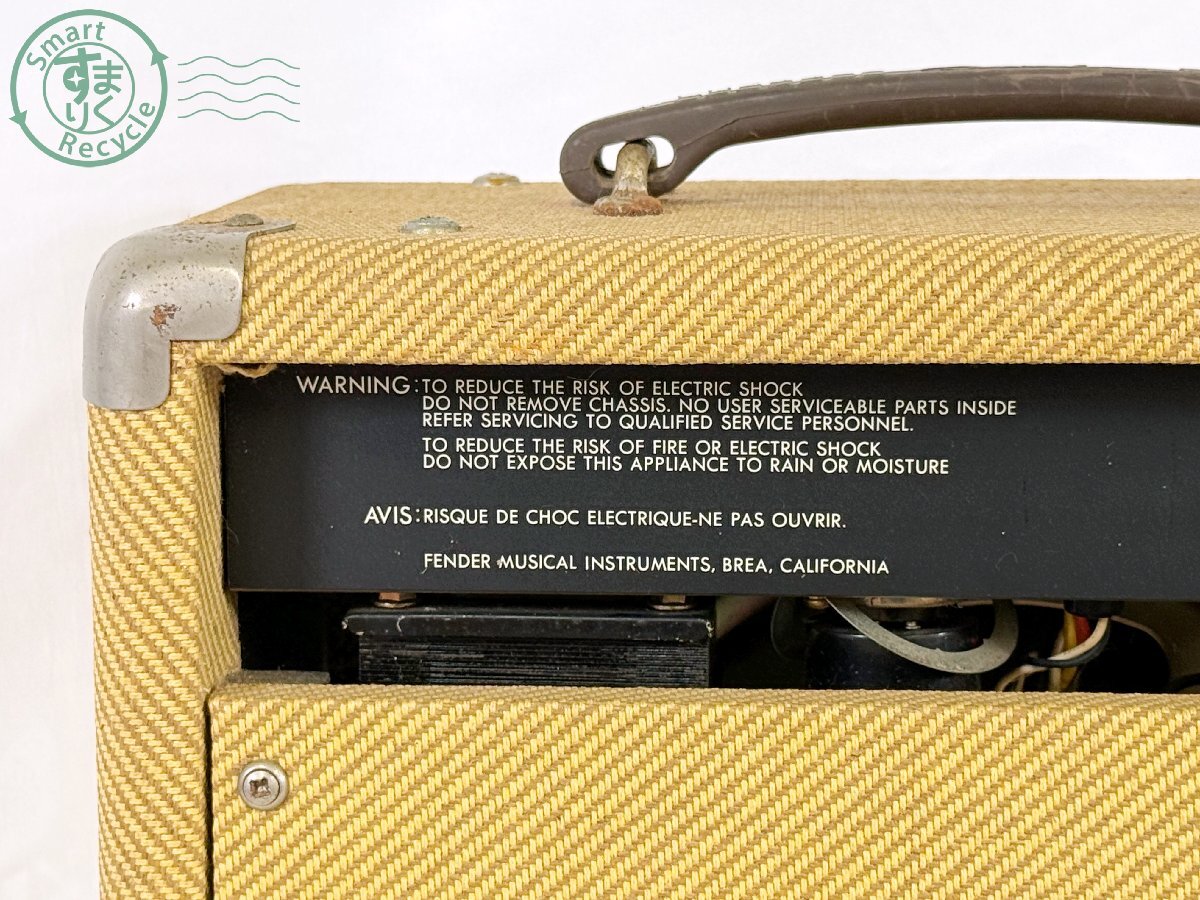 Smart
すまりく
Recycle
WARNING: TO REDUCE THE RISK OF ELECTRIC SHOCK
DO NOT REMOVE CHASSIS. NO USER SERVICEABLE PARTS INSIDE
REFER SERVICING TO QUALIFIED SERVICE PERSONNEL.
TO REDUCE THE RISK OF FIRE OR ELECTRIC SHOCK
DO NOT EXPOSE THIS APPLIANCE TO RAIN OR MOISTURE
AVIS: RISQUE DE CHOC ELECTRIQUE-NE PAS OUVRIR.
FENDER MUSICAL INSTRUMENTS, BREA, CALIFORNIA